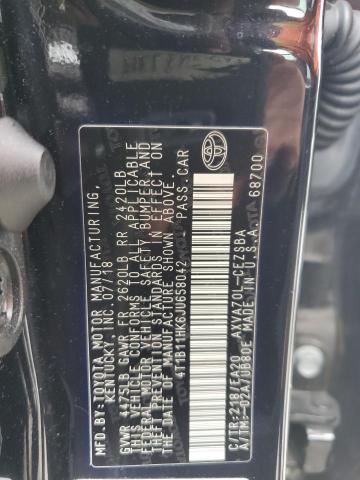 MFD.BY:TOYOTA MOTOR MANUFACTURING,
KENTUCKY, INC. 07/18
GVWR 4475LB GAWR FR 2620LB RR 2420LB
THIS VEHICLE CONFORMS TO ALL APPLICABLE
FEDERAL MOTOR VEHICLE SAFETY, BUMPER, AND
THEFT PREVENTION STANDARDS IN EFFECT ON
THE DATE OF MANUFACTURE SHOWN ABOVE.
4T1B11HK6JU658042 PASS.CAR
C/TR:218/EA20 AXVA70L-CEZSBA
A/TM:-02A/UB80E MADE IN U.S.A. 68700